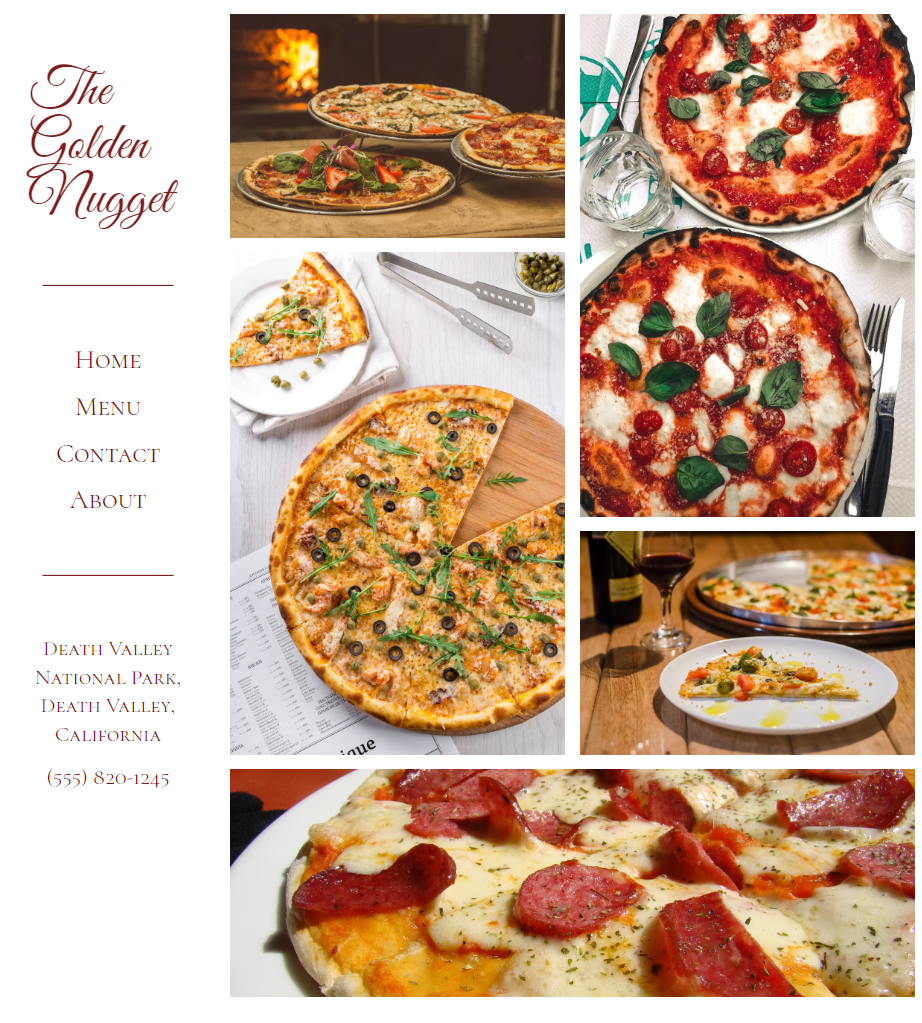 The
Golden
Nugget
Home
Menu
Contact
About
Death Valley
National Park,
Death Valley,
California
(555) 820-1245